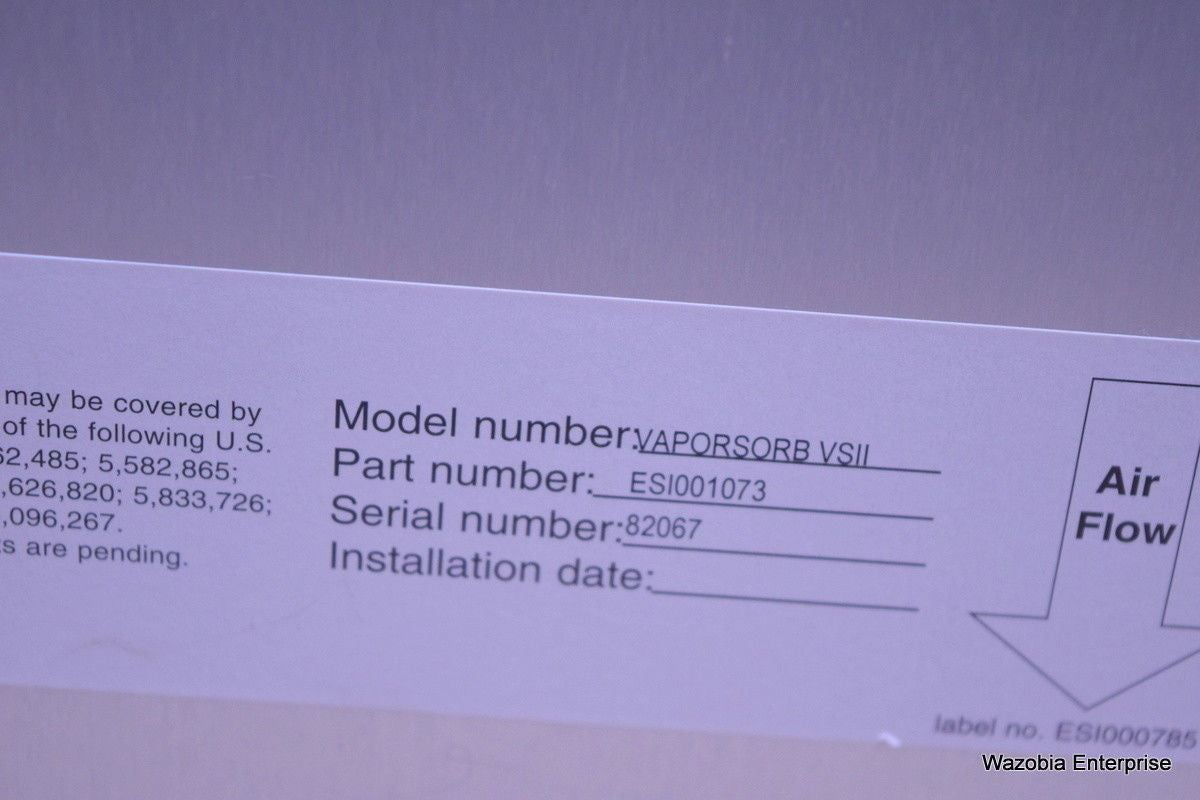 may be covered by
of the following U.S.
62,485; 5,582,865;
,626,820; 5,833,726;
,096,267.
s are pending.
Model number: VAPORSORB VSII
Part number: ESI001073
Serial number: 82067
Installation date:
Air
Flow
label no. ESI000785
Wazobia Enterprise